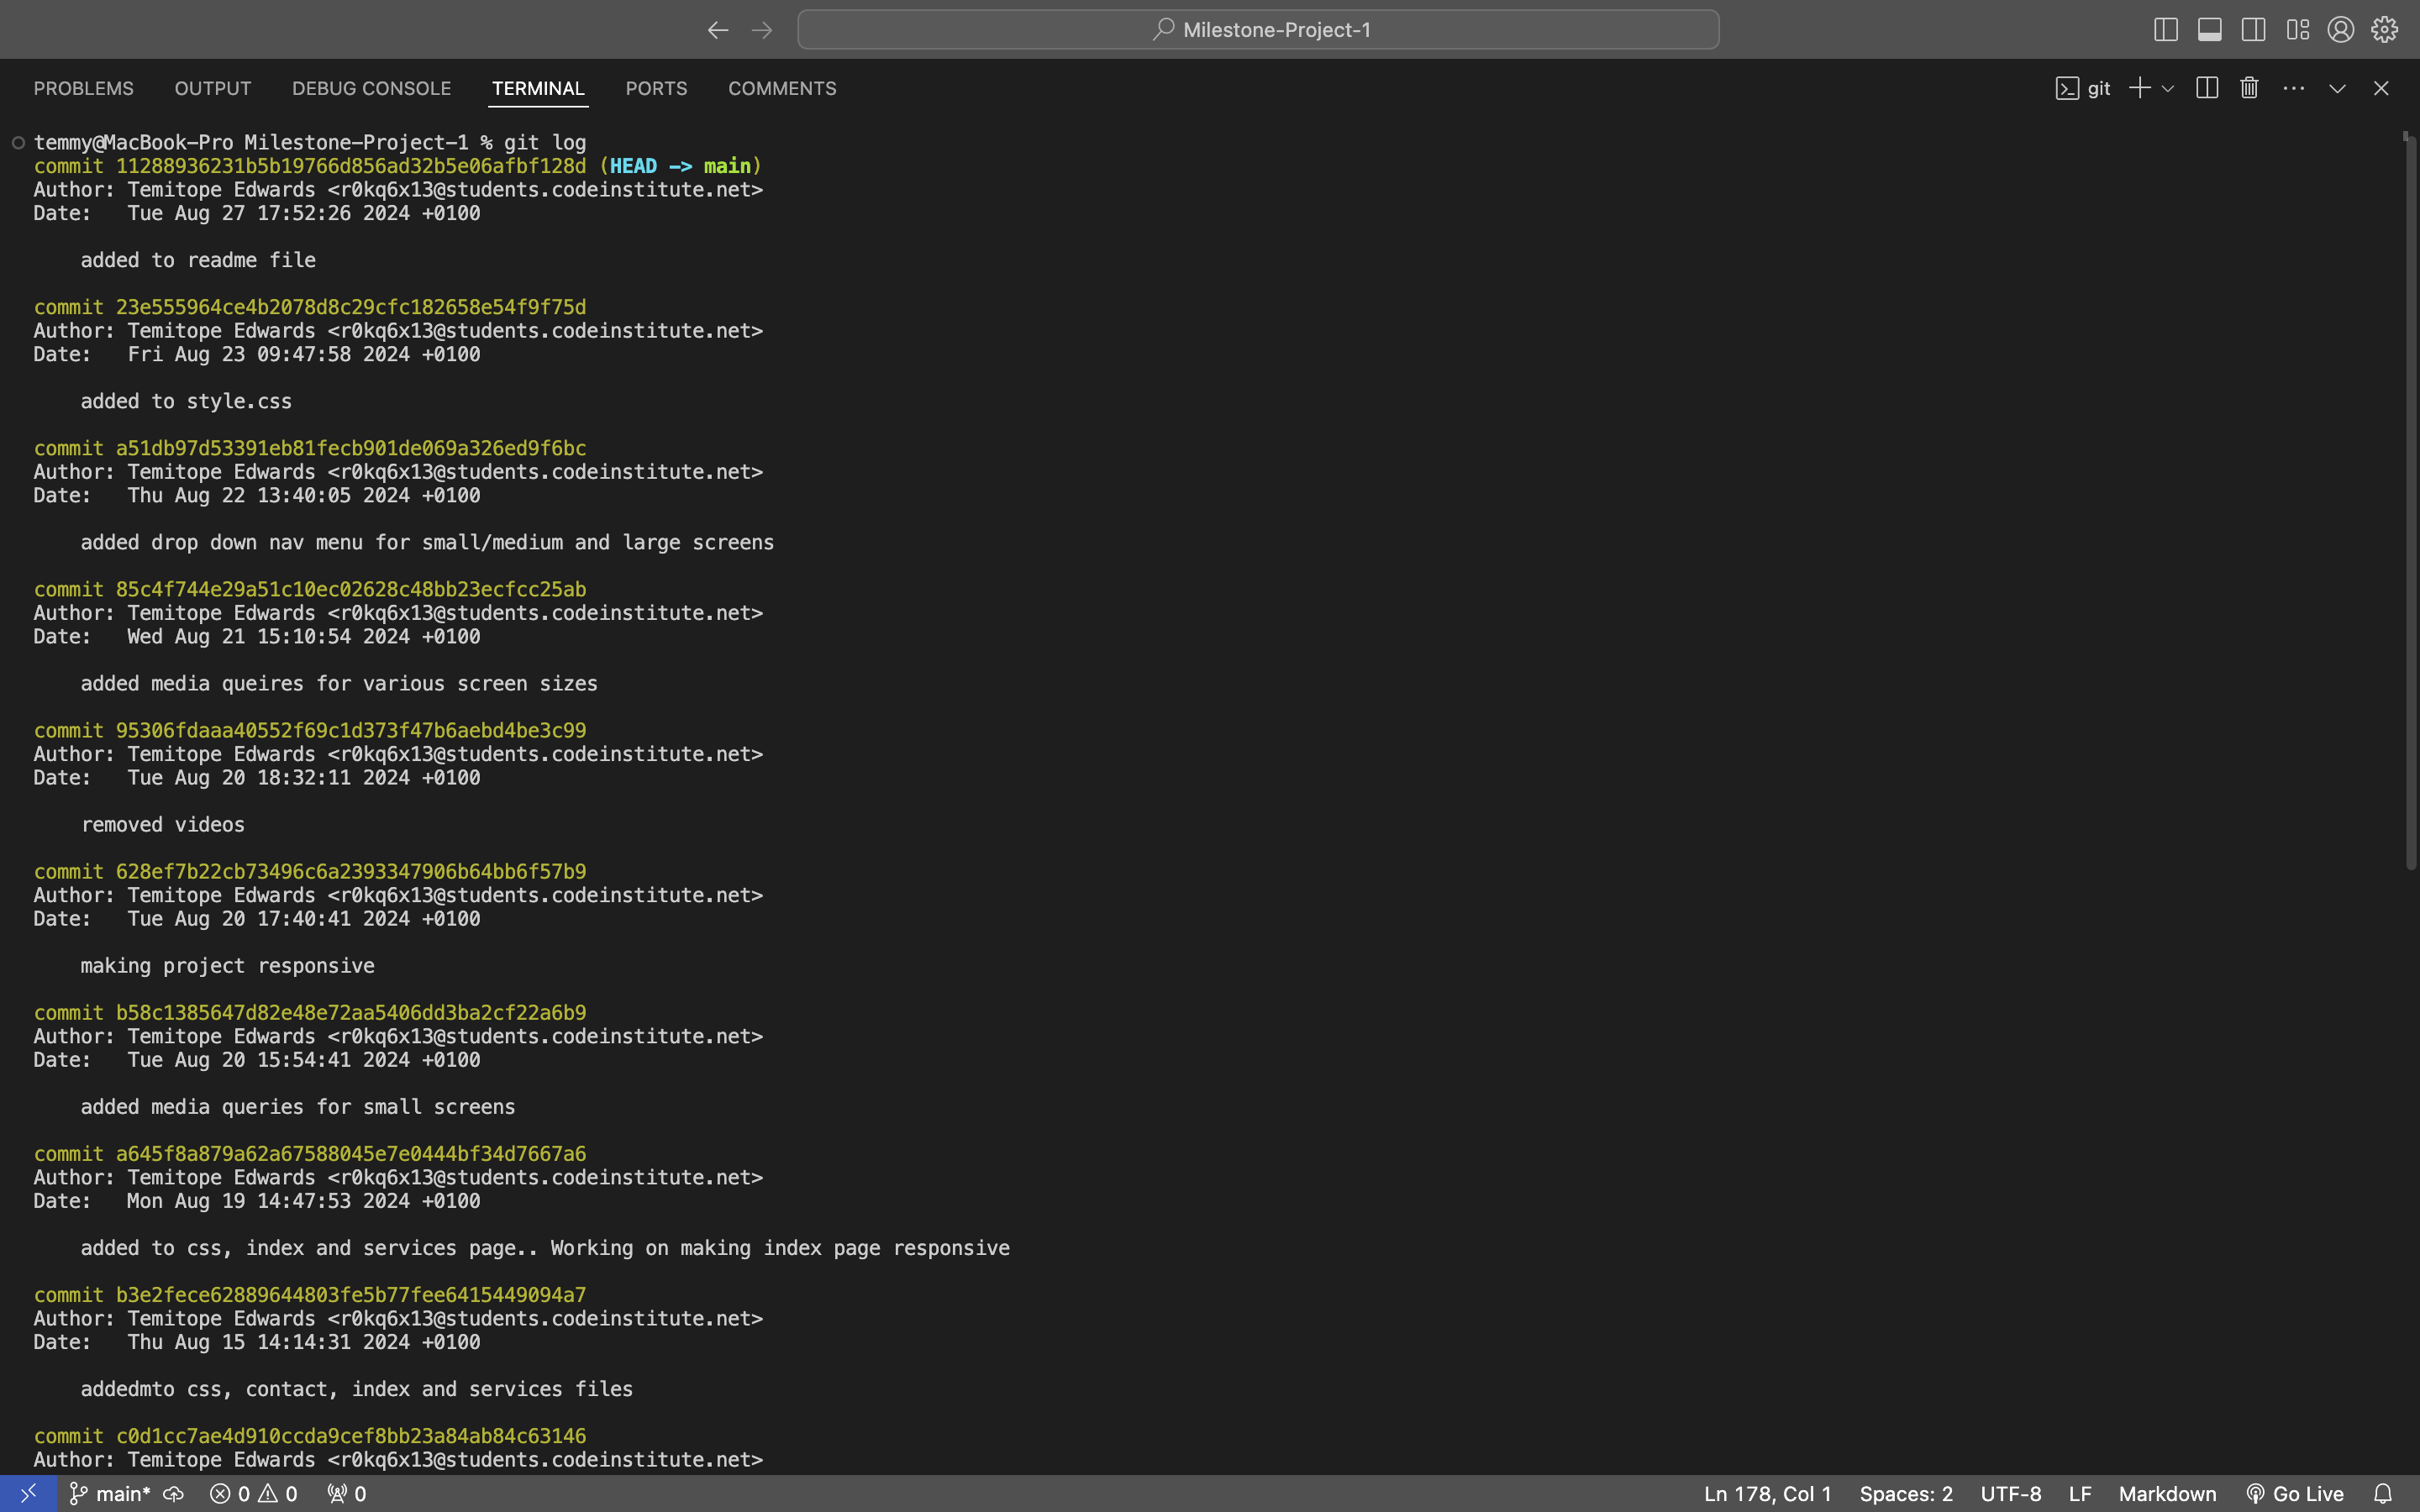 Milestone-Project-1
PROBLEMS OUTPUT DEBUG CONSOLE TERMINAL PORTS COMMENTS git
temmy@MacBook-Pro Milestone-Project-1 % git log
commit 11288936231b5b19766d856ad32b5e06afbf128d (HEAD -> main)
Author: Temitope Edwards <r0kq6x13@students.codeinstitute.net>
Date:   Tue Aug 27 17:52:26 2024 +0100
added to readme file
commit 23e555964ce4b2078d8c29cfc182658e54f9f75d
Author: Temitope Edwards <r0kq6x13@students.codeinstitute.net>
Date:   Fri Aug 23 09:47:58 2024 +0100
added to style.css
commit a51db97d53391eb81fecb901de069a326ed9f6bc
Author: Temitope Edwards <r0kq6x13@students.codeinstitute.net>
Date:   Thu Aug 22 13:40:05 2024 +0100
added drop down nav menu for small/medium and large screens
commit 85c4f744e29a51c10ec02628c48bb23ecfcc25ab
Author: Temitope Edwards <r0kq6x13@students.codeinstitute.net>
Date:   Wed Aug 21 15:10:54 2024 +0100
added media queires for various screen sizes
commit 95306fdaaa40552f69c1d373f47b6aebd4be3c99
Author: Temitope Edwards <r0kq6x13@students.codeinstitute.net>
Date:   Tue Aug 20 18:32:11 2024 +0100
removed videos
commit 628ef7b22cb73496c6a2393347906b64bb6f57b9
Author: Temitope Edwards <r0kq6x13@students.codeinstitute.net>
Date:   Tue Aug 20 17:40:41 2024 +0100
making project responsive
commit b58c1385647d82e48e72aa5406dd3ba2cf22a6b9
Author: Temitope Edwards <r0kq6x13@students.codeinstitute.net>
Date:   Tue Aug 20 15:54:41 2024 +0100
added media queries for small screens
commit a645f8a879a62a67588045e7e0444bf34d7667a6
Author: Temitope Edwards <r0kq6x13@students.codeinstitute.net>
Date:   Mon Aug 19 14:47:53 2024 +0100
added to css, index and services page.. Working on making index page responsive
commit b3e2fece62889644803fe5b77fee6415449094a7
Author: Temitope Edwards <r0kq6x13@students.codeinstitute.net>
Date:   Thu Aug 15 14:14:31 2024 +0100
addedmto css, contact, index and services files
commit c0d1cc7ae4d910ccda9cef8bb23a84ab84c63146
Author: Temitope Edwards <r0kq6x13@students.codeinstitute.net>
main* 0 0 0 Ln 178, Col 1 Spaces: 2 UTF-8 LF Markdown Go Live